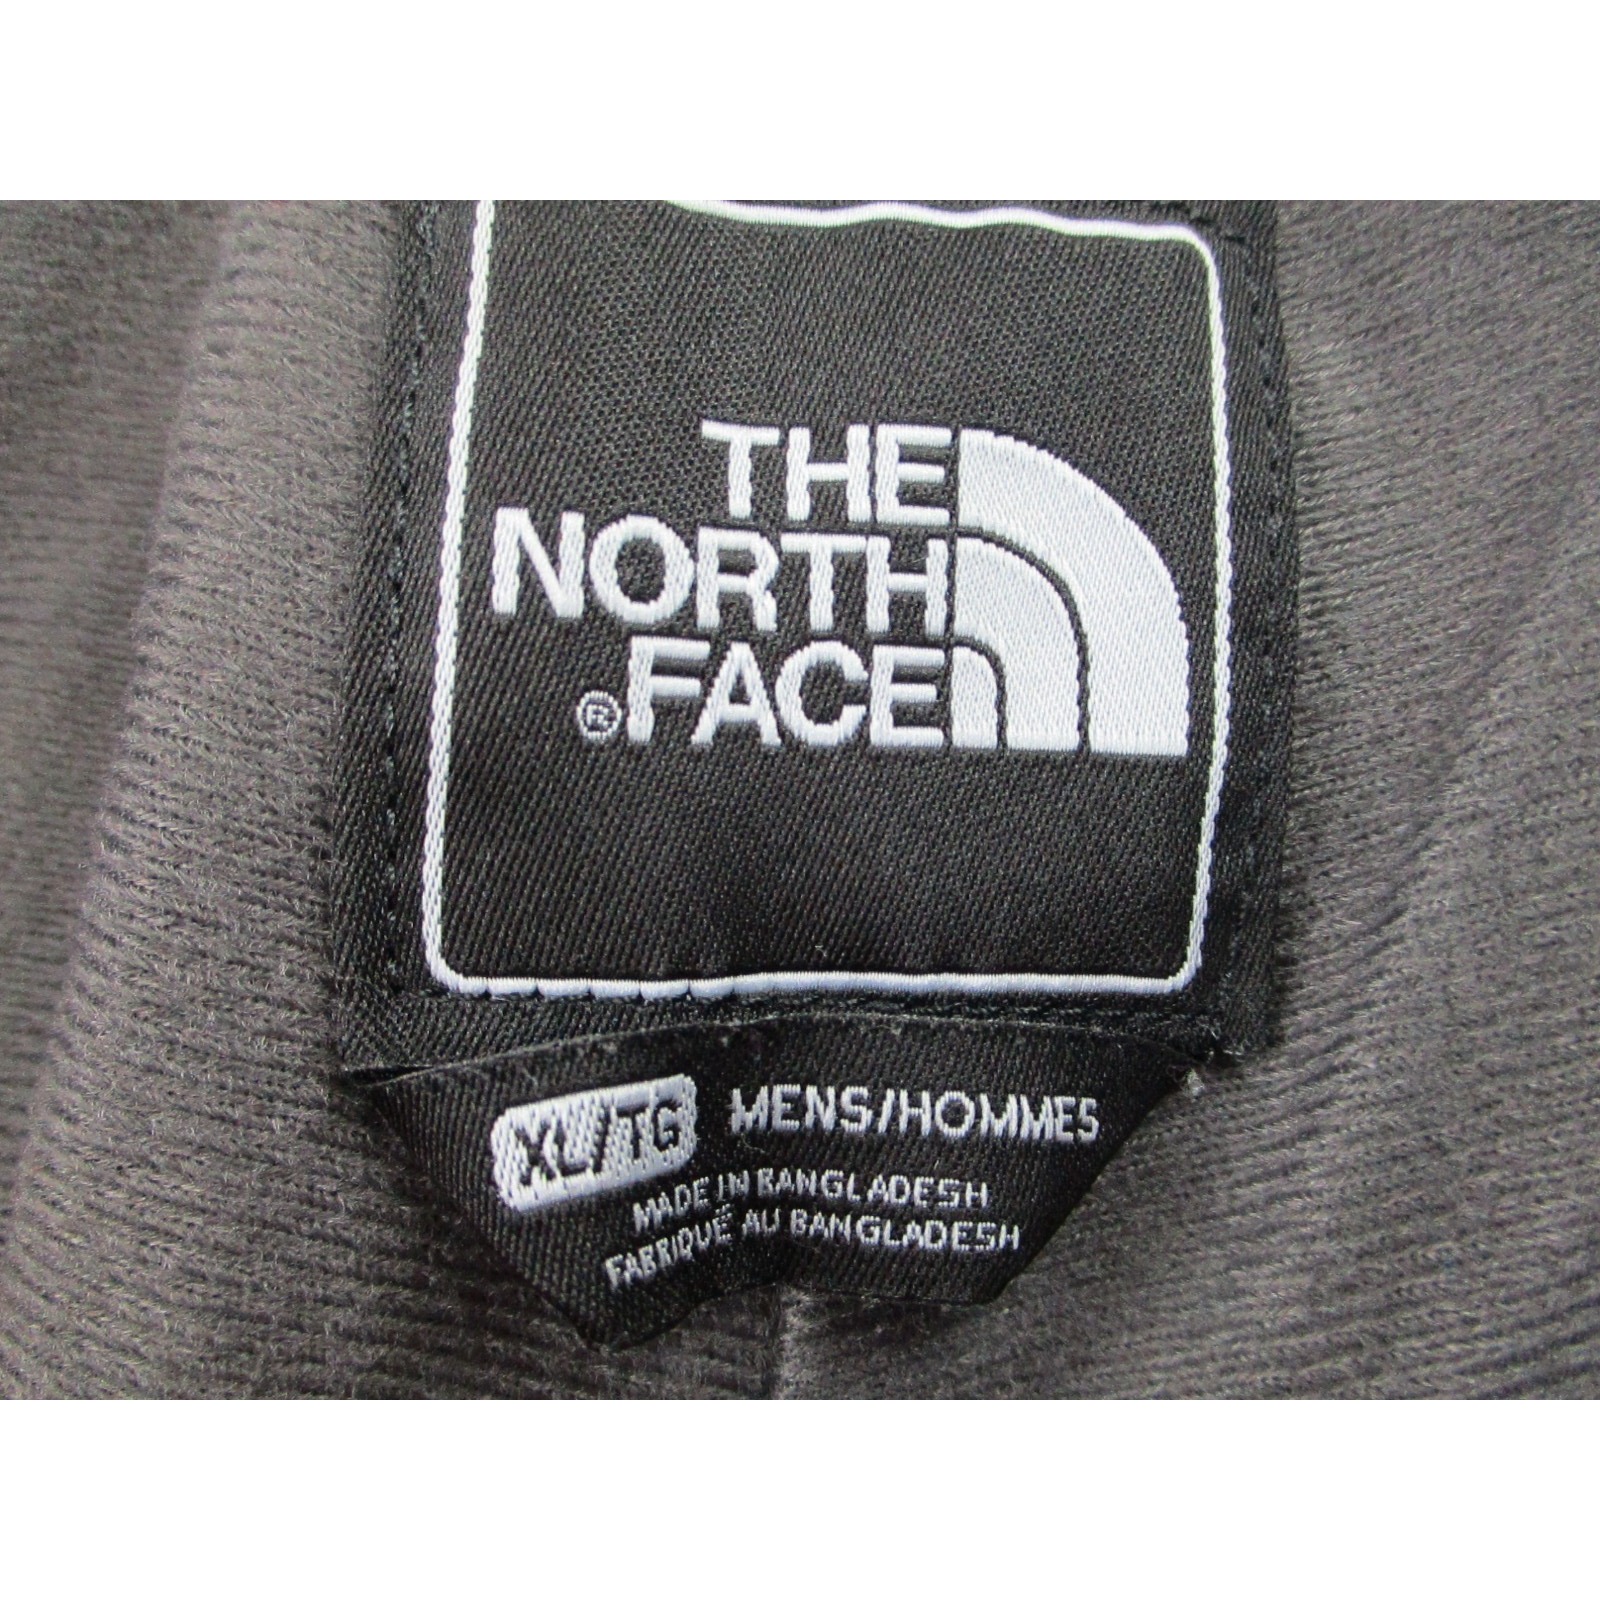 THE
NORTH
®FACE
XL/TG MENS/HOMMES
MADE IN BANGLADESH
FABRIQUÉ AU BANGLADESH